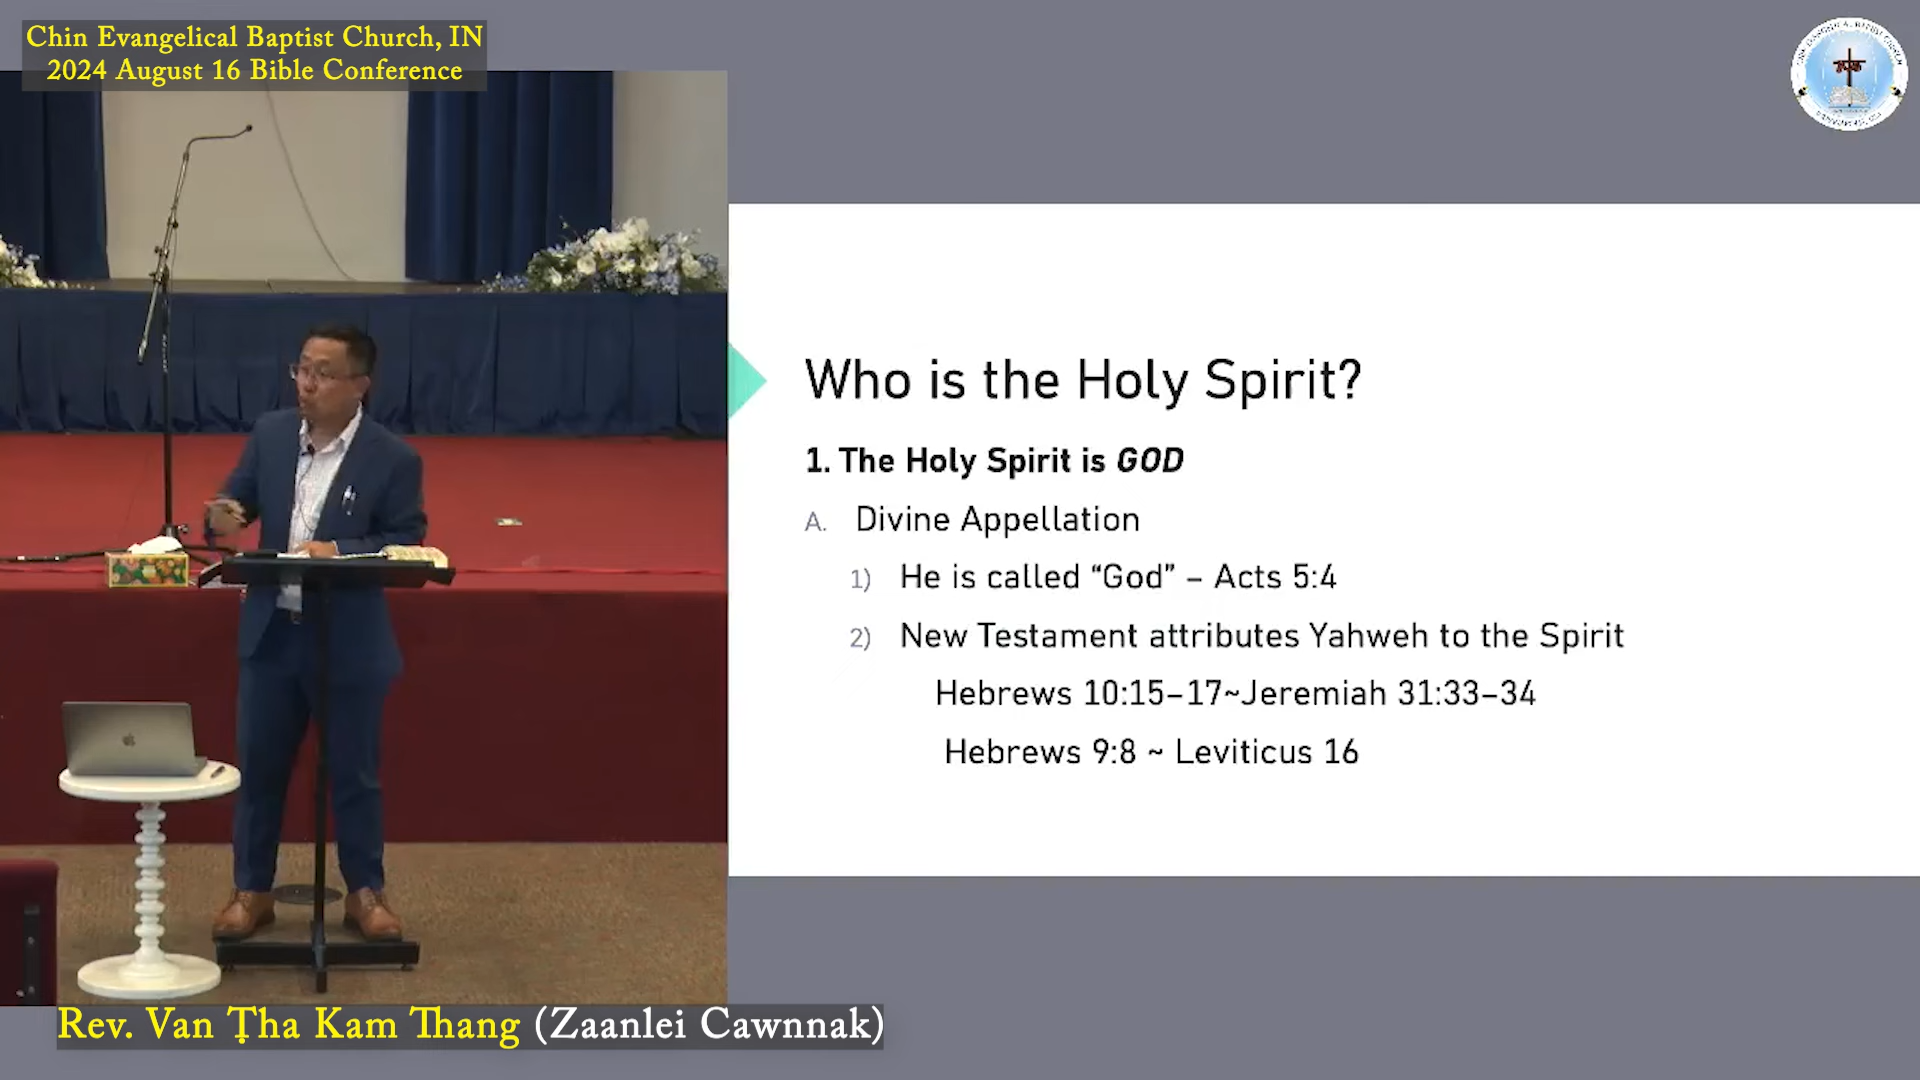 Chin Evangelical Baptist Church, IN
2024 August 16 Bible Conference
Who is the Holy Spirit?
1. The Holy Spirit is GOD
A. Divine Appellation
1) He is called “God” – Acts 5:4
2) New Testament attributes Yahweh to the Spirit
Hebrews 10:15–17~Jeremiah 31:33–34
Hebrews 9:8 ~ Leviticus 16
Rev. Van Ṭha Kam Thang (Zaanlei Cawnnak)